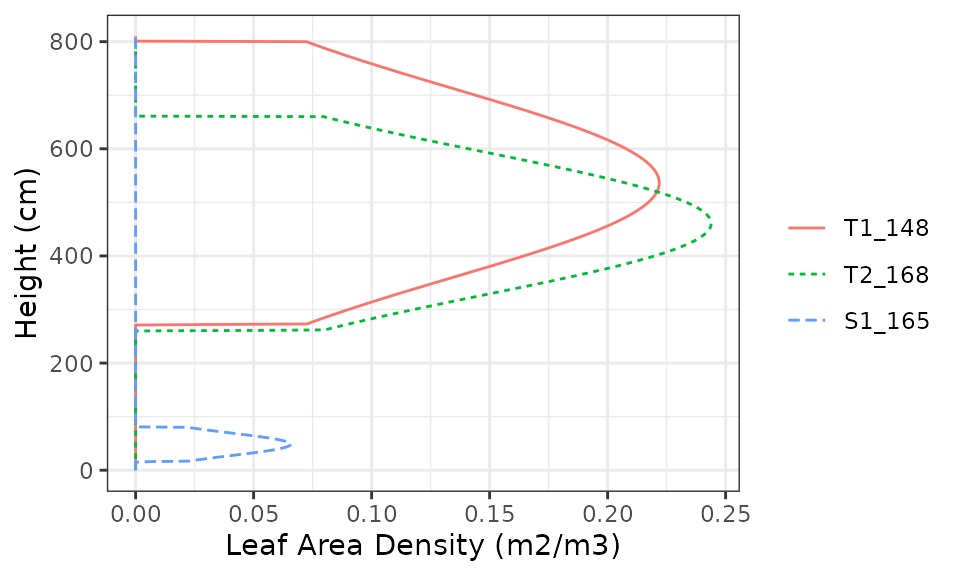 Height (cm)
800
600
400
200
0
0.00 0.05 0.10 0.15 0.20 0.25
Leaf Area Density (m2/m3)
T1_148
T2_168
S1_165